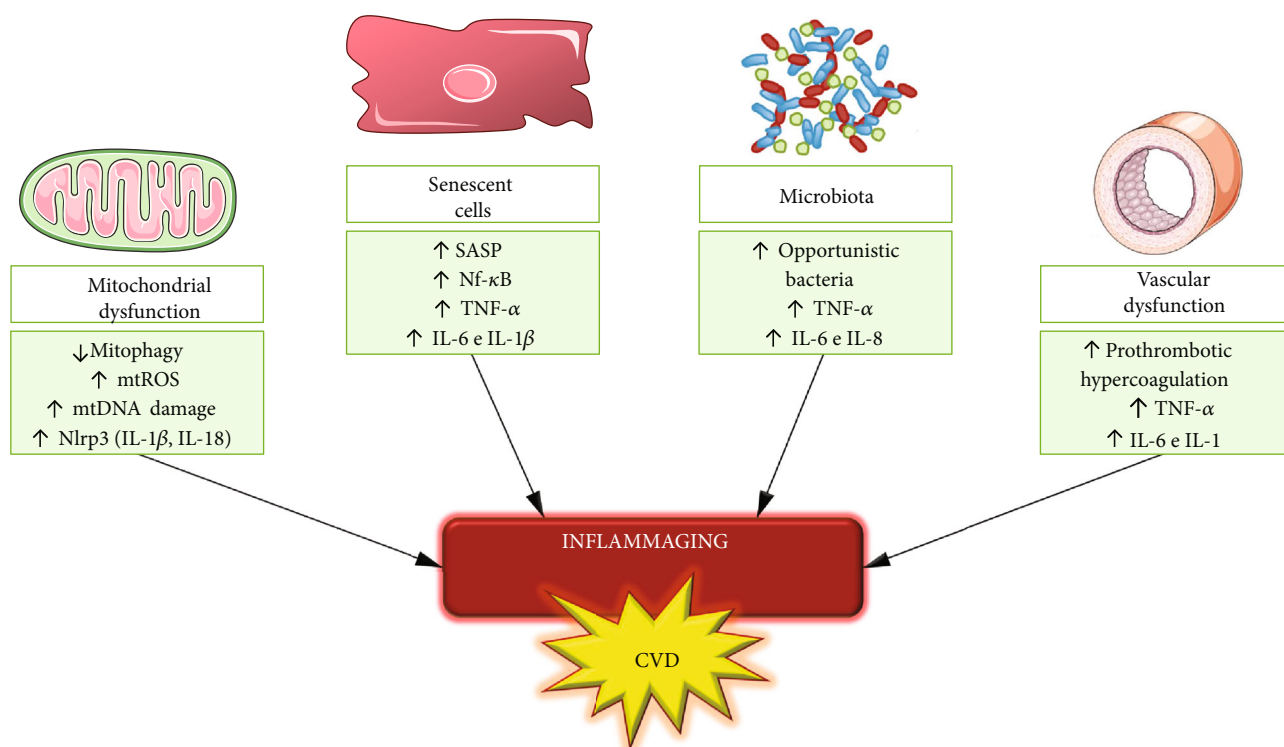 Mitochondrial
dysfunction
↓Mitophagy
↑ mtROS
↑ mtDNA damage
↑ Nlrp3 (IL-1β, IL-18)
Senescent
cells
↑ SASP
↑ Nf-κB
↑ TNF-α
↑ IL-6 e IL-1β
Microbiota
↑ Opportunistic
bacteria
↑ TNF-α
↑ IL-6 e IL-8
Vascular
dysfunction
↑ Prothrombotic
hypercoagulation
↑ TNF-α
↑ IL-6 e IL-1
INFLAMMAGING
CVD